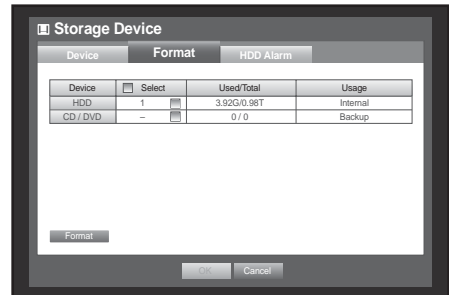 Storage Device
Device Format HDD Alarm
Device Select Used/Total Usage
HDD 1 3.92G/0.98T Internal
CD / DVD – 0 / 0 Backup
Format
OK Cancel